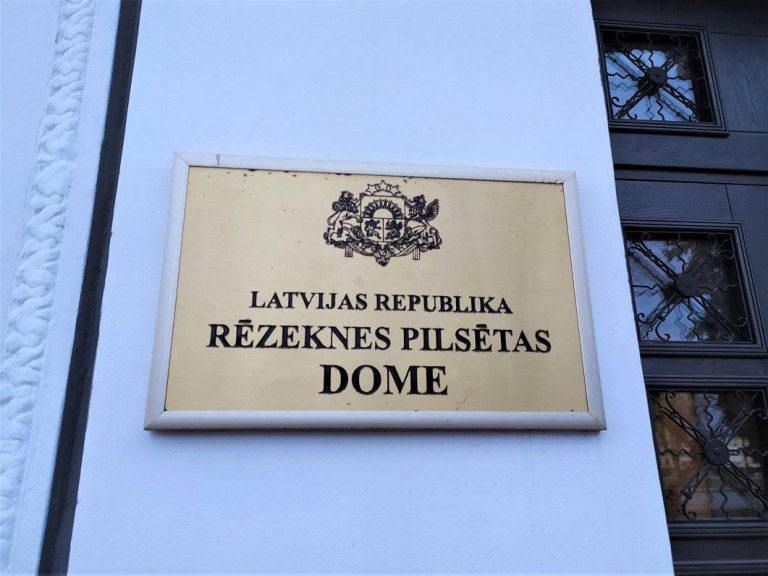 LATVIJAS REPUBLIKA
RĒZEKNES PILSĒTAS
DOME